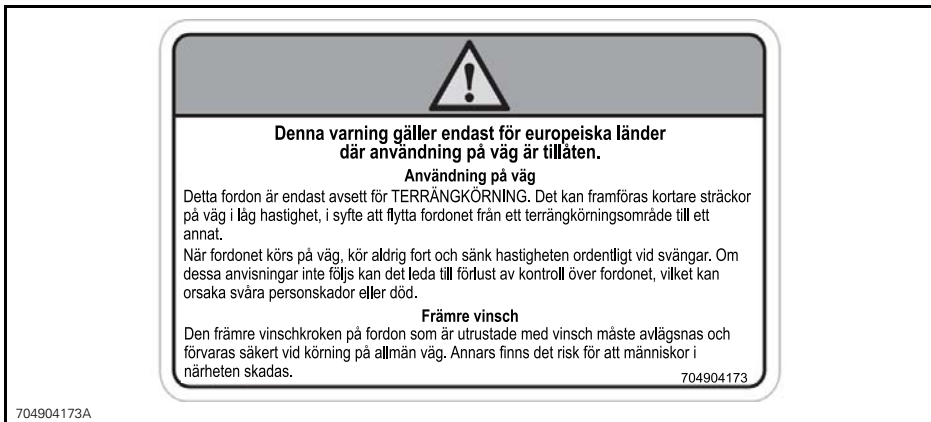 Denna varning gäller endast för europeiska länder
där användning på väg är tillåten.
Användning på väg
Detta fordon är endast avsett för TERRÄNGKÖRNING. Det kan framföras kortare sträckor
på väg i låg hastighet, i syfte att flytta fordonet från ett terrängkörningsområde till ett
annat.
När fordonet körs på väg, kör aldrig fort och sänk hastigheten ordentligt vid svängar. Om
dessa anvisningar inte följs kan det leda till förlust av kontroll över fordonet, vilket kan
orsaka svåra personskador eller död.
Främre vinsch
Den främre vinschkroken på fordon som är utrustade med vinsch måste avlägsnas och
förvaras säkert vid körning på allmän väg. Annars finns det risk för att människor i
närheten skadas.
704904173
704904173A